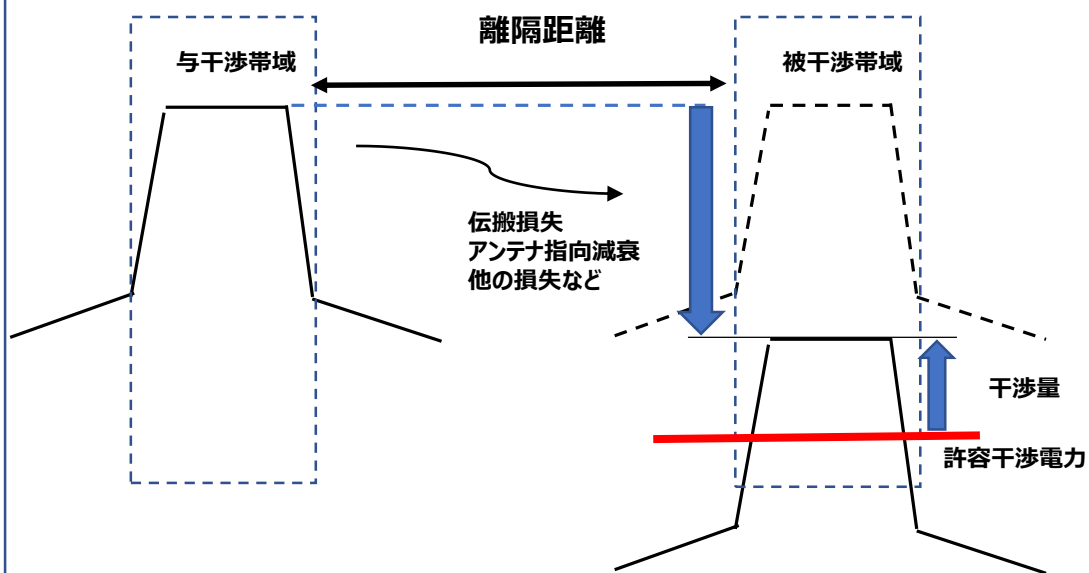 離隔距離
与干渉帯域
被干渉帯域
伝搬損失
アンテナ指向減衰
他の損失など
干渉量
許容干渉電力